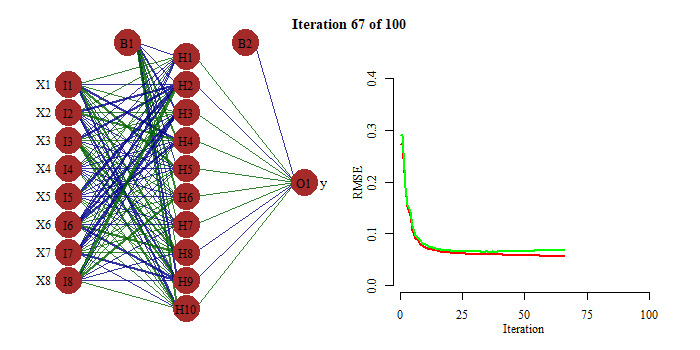 Iteration 67 of 100
B1 B2
H1
X1 I1 H2
X2 I2 H3
X3 I3 H4
X4 I4 H5
O1 y
X5 I5 H6
X6 I6 H7
X7 I7 H8
X8 I8 H9
H10
RMSE
0.4
0.3
0.2
0.1
0.0
0 25 50 75 100
Iteration